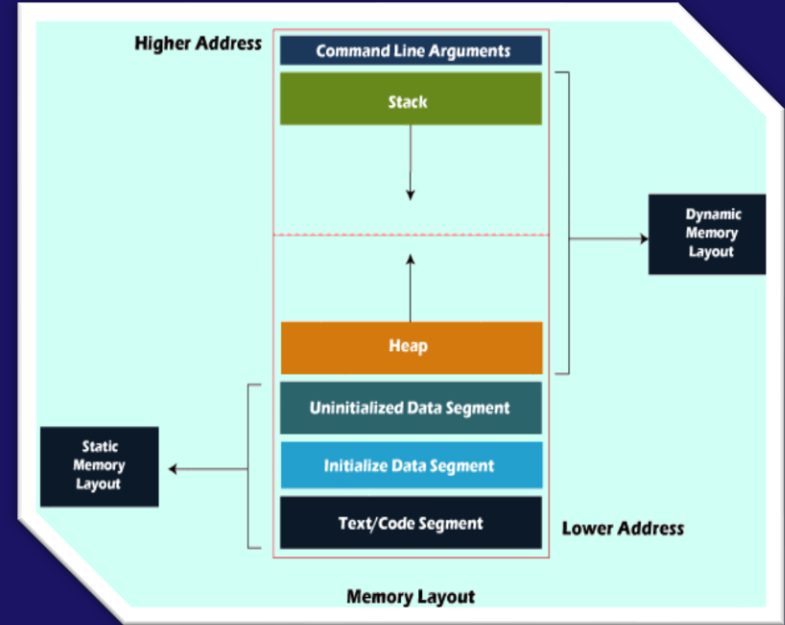 Higher Address
Command Line Arguments
Stack
Dynamic
Memory
Layout
Heap
Uninitialized Data Segment
Static
Memory
Layout
Initialize Data Segment
Text/Code Segment
Lower Address
Memory Layout